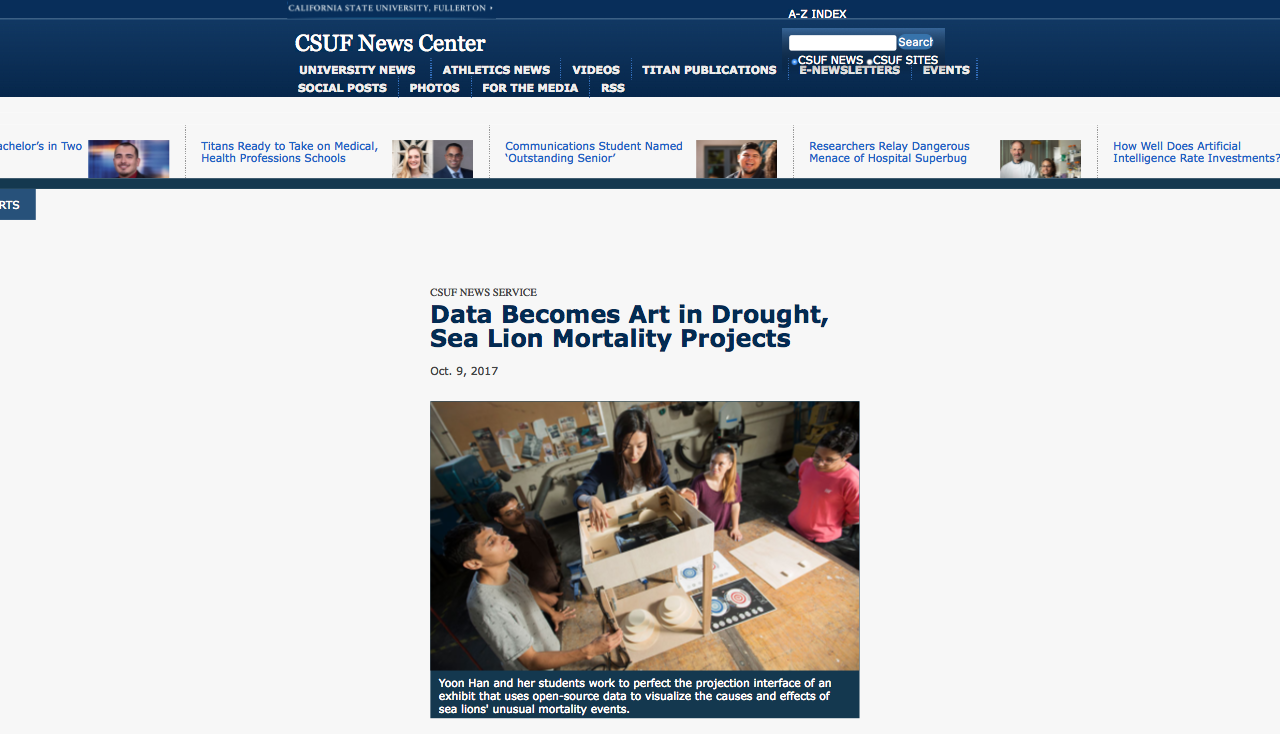 CALIFORNIA STATE UNIVERSITY, FULLERTON
A-Z INDEX
CSUF News Center
Search
CSUF NEWS CSUF SITES
UNIVERSITY NEWS ATHLETICS NEWS VIDEOS TITAN PUBLICATIONS E-NEWSLETTERS EVENTS
SOCIAL POSTS PHOTOS FOR THE MEDIA RSS
achelor's in Two
Titans Ready to Take on Medical,
Health Professions Schools
Communications Student Named
‘Outstanding Senior’
Researchers Relay Dangerous
Menace of Hospital Superbug
How Well Does Artificial
Intelligence Rate Investments?
RTS
CSUF NEWS SERVICE
Data Becomes Art in Drought,
Sea Lion Mortality Projects
Oct. 9, 2017
Yoon Han and her students work to perfect the projection interface of an
exhibit that uses open-source data to visualize the causes and effects of
sea lions' unusual mortality events.